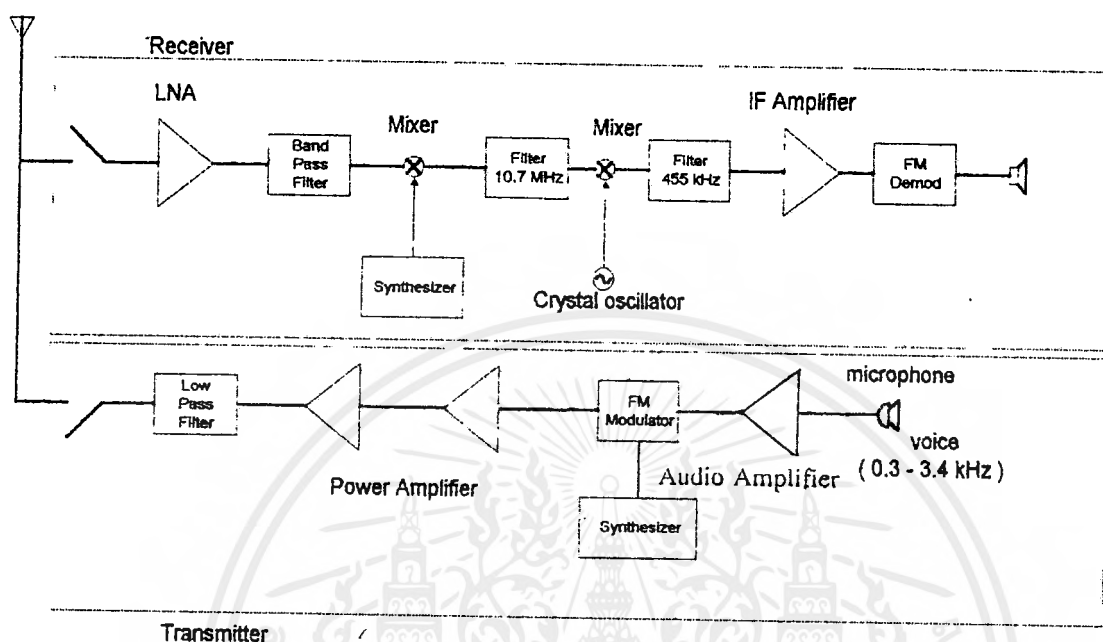 Receiver
LNA
Band
Pass
Filter
Mixer
Filter
10.7 MHz
Mixer
Filter
455 kHz
IF Amplifier
FM
Demod
Synthesizer
Crystal oscillator
Low
Pass
Filter
Power Amplifier
FM
Modulator
Synthesizer
Audio Amplifier
microphone
voice
( 0.3 - 3.4 kHz )
Transmitter